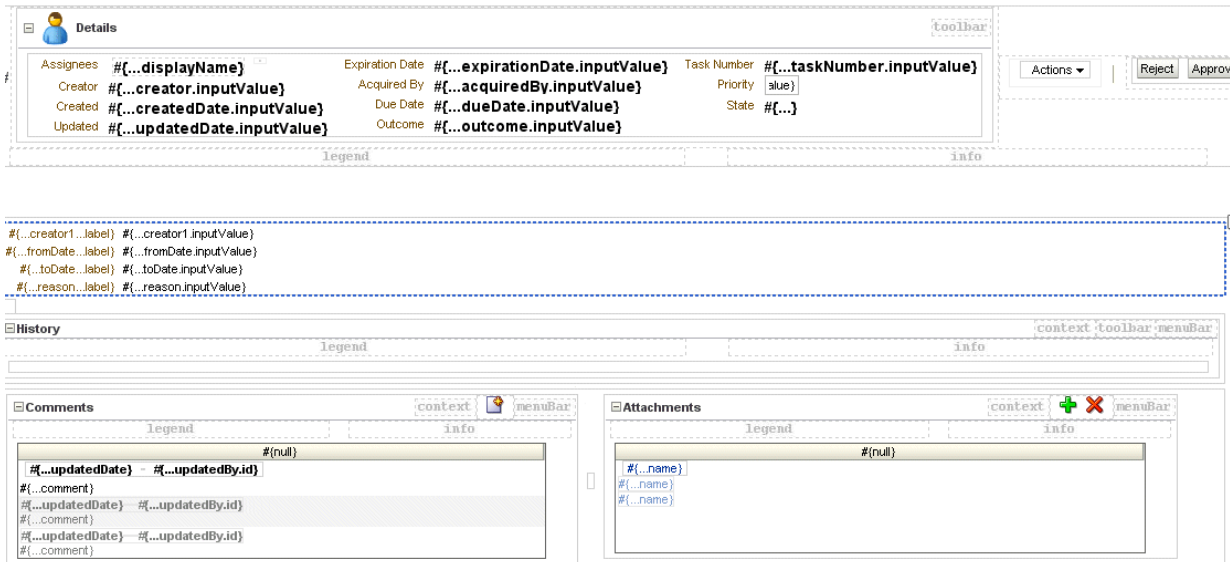 Details
toolbar
Assignees #{...displayName} Expiration Date #{...expirationDate.inputValue} Task Number #{...taskNumber.inputValue}
Creator #{...creator.inputValue} Acquired By #{...acquiredBy.inputValue} Priority alue}
Created #{...createdDate.inputValue} Due Date #{...dueDate.inputValue} State #{...}
Updated #{...updatedDate.inputValue} Outcome #{...outcome.inputValue}
#
Actions
Reject Approv
legend info
#{...creator1...label} #{...creator1.inputValue}
#{...fromDate...label} #{...fromDate.inputValue}
#{...toDate...label} #{...toDate.inputValue}
#{...reason...label} #{...reason.inputValue}
History context toolbar menuBar
legend info
Comments context menuBar
legend info
#{null}
#{...updatedDate} - #{...updatedBy.id}
#{...comment}
#{...updatedDate} #{...updatedBy.id}
#{...comment}
#{...updatedDate} #{...updatedBy.id}
#{...comment}
Attachments context menuBar
legend info
#{null}
#{...name}
#{...name}
#{...name}